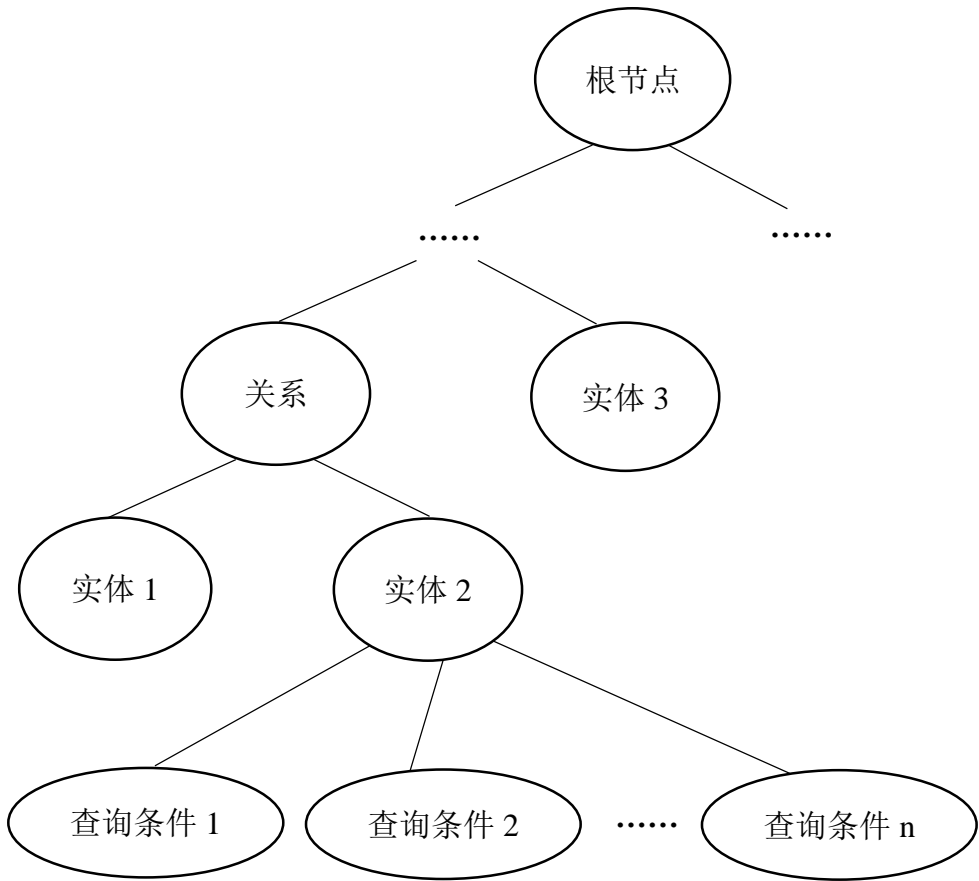 根节点
...... ......
关系 实体 3
实体 1 实体 2
查询条件 1 查询条件 2 ...... 查询条件 n